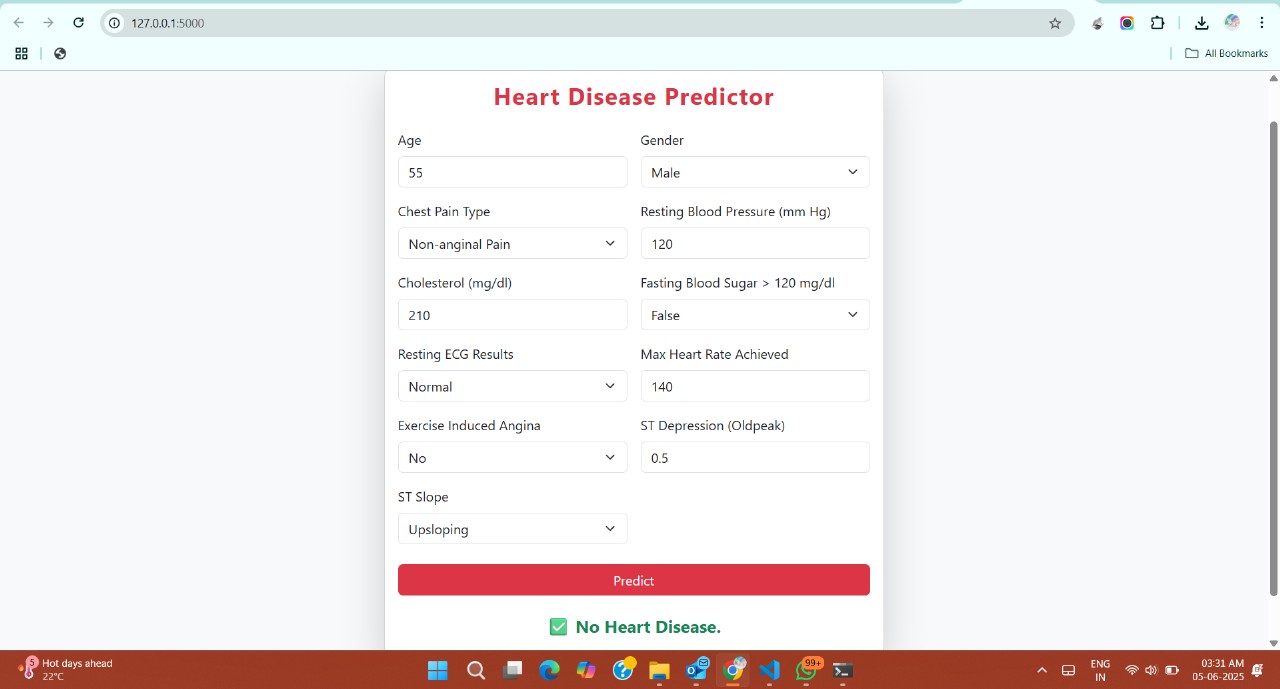 127.0.0.1:5000
All Bookmarks
Heart Disease Predictor
Age
Gender
55
Male
Chest Pain Type
Resting Blood Pressure (mm Hg)
Non-anginal Pain
120
Cholesterol (mg/dl)
Fasting Blood Sugar > 120 mg/dl
210
False
Resting ECG Results
Max Heart Rate Achieved
Normal
140
Exercise Induced Angina
ST Depression (Oldpeak)
No
0.5
ST Slope
Upsloping
Predict
No Heart Disease.
5
Hot days ahead
22°C
99+
ENG
IN
03:31 AM
05-06-2025